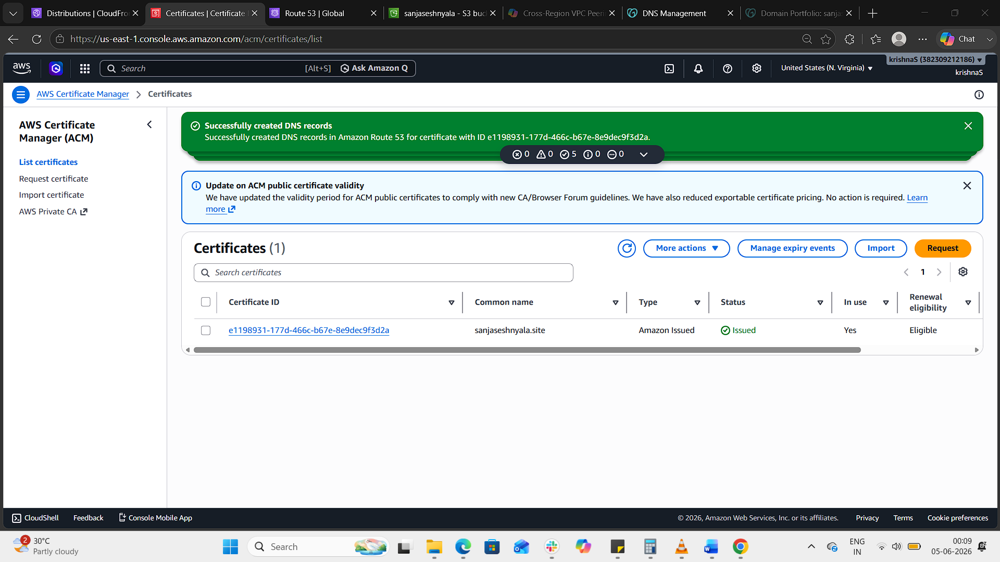 Distributions | CloudFro
Certificates | Certificate
Route 53 | Global
sanjaseshnyala - S3 buc
Cross-Region VPC Peeri
DNS Management
Domain Portfolio: sanjas
https://us-east-1.console.aws.amazon.com/acm/certificates/list
Chat
aws
Search
[Alt+S]
Ask Amazon Q
United States (N. Virginia)
krishnaS (382309212186)
krishnaS
AWS Certificate Manager
Certificates
AWS Certificate
Manager (ACM)
List certificates
Request certificate
Import certificate
AWS Private CA
Successfully created DNS records
Successfully created DNS records in Amazon Route 53 for certificate with ID e1198931-177d-466c-b67e-8e9dec9f3d2a.
0 0 5 0 0
Update on ACM public certificate validity
We have updated the validity period for ACM public certificates to comply with new CA/Browser Forum guidelines. We have also reduced exportable certificate pricing. No action is required. Learn
more
Certificates (1)
More actions
Manage expiry events
Import
Request
Search certificates
1
Certificate ID
Common name
Type
Status
In use
Renewal
eligibility
e1198931-177d-466c-b67e-8e9dec9f3d2a
sanjaseshnyala.site
Amazon Issued
Issued
Yes
Eligible
CloudShell
Feedback
Console Mobile App
© 2026, Amazon Web Services, Inc. or its affiliates.
Privacy
Terms
Cookie preferences
2
30°C
Partly cloudy
Search
ENG
IN
00:09
05-06-2026